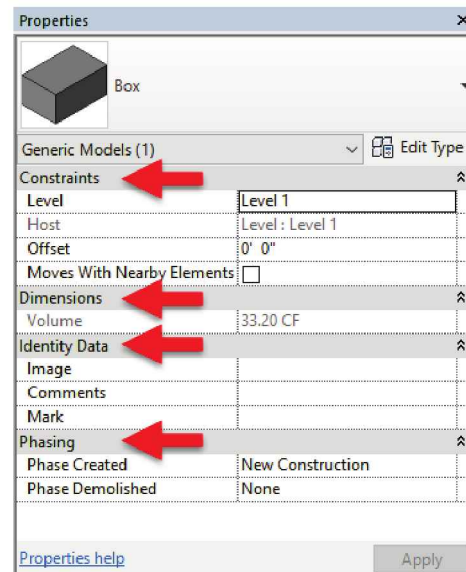 Properties
Box
Generic Models (1) Edit Type
Constraints
Level Level 1
Host Level : Level 1
Offset 0' 0"
Moves With Nearby Elements
Dimensions
Volume 33.20 CF
Identity Data
Image
Comments
Mark
Phasing
Phase Created New Construction
Phase Demolished None
Properties help Apply